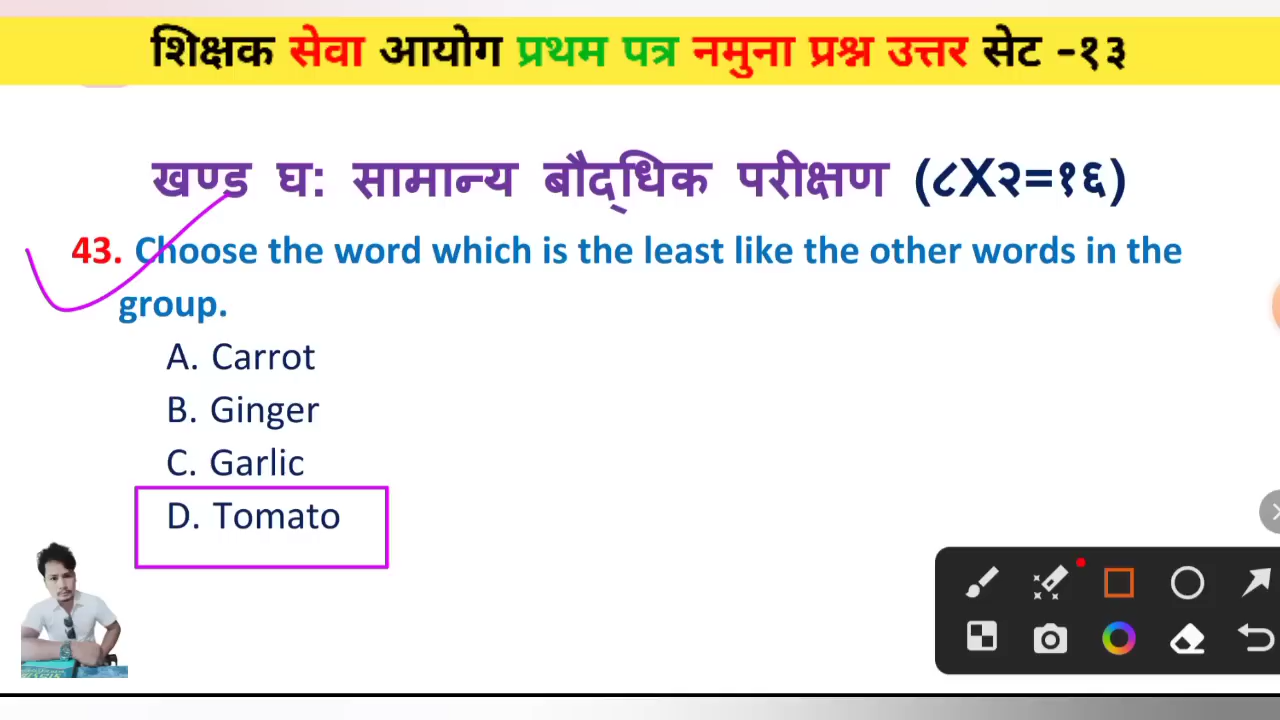 शिक्षक सेवा आयोग प्रथम पत्र नमुना प्रश्न उत्तर सेट -१३
खण्ड घ: सामान्य बौद्धिक परीक्षण (८X२=१६)
43. Choose the word which is the least like the other words in the
group.
A. Carrot
B. Ginger
C. Garlic
D. Tomato